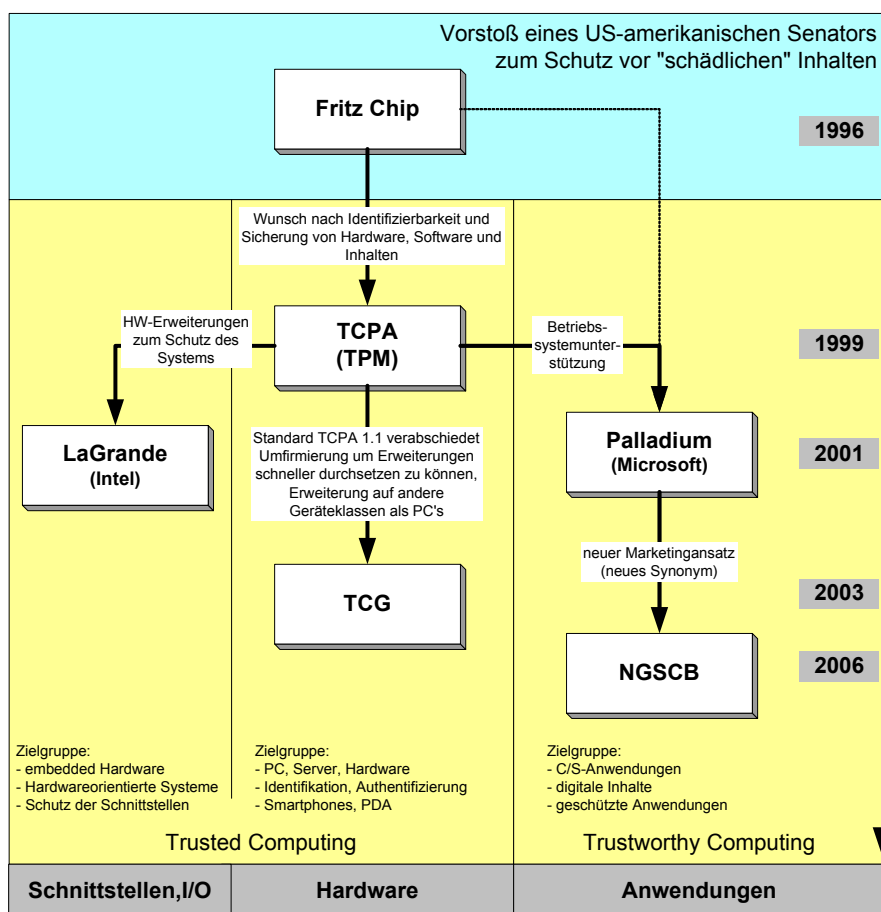 Vorstoß eines US-amerikanischen Senators
zum Schutz vor "schädlichen" Inhalten
Fritz Chip
1996
Wunsch nach Identifizierbarkeit und
Sicherung von Hardware, Software und
Inhalten
HW-Erweiterungen
zum Schutz des
Systems
TCPA
(TPM)
Betriebs-
systemunter-
stützung
1999
LaGrande
(Intel)
Standard TCPA 1.1 verabschiedet
Umfirmierung um Erweiterungen
schneller durchsetzen zu können,
Erweiterung auf andere
Geräteklassen als PC's
Palladium
(Microsoft)
2001
neuer Marketingansatz
(neues Synonym)
TCG
2003
NGSCB
2006
Zielgruppe:
- embedded Hardware
- Hardwareorientierte Systeme
- Schutz der Schnittstellen
Zielgruppe:
- PC, Server, Hardware
- Identifikation, Authentifizierung
- Smartphones, PDA
Zielgruppe:
- C/S-Anwendungen
- digitale Inhalte
- geschützte Anwendungen
Trusted Computing
Trustworthy Computing
Schnittstellen,I/O
Hardware
Anwendungen